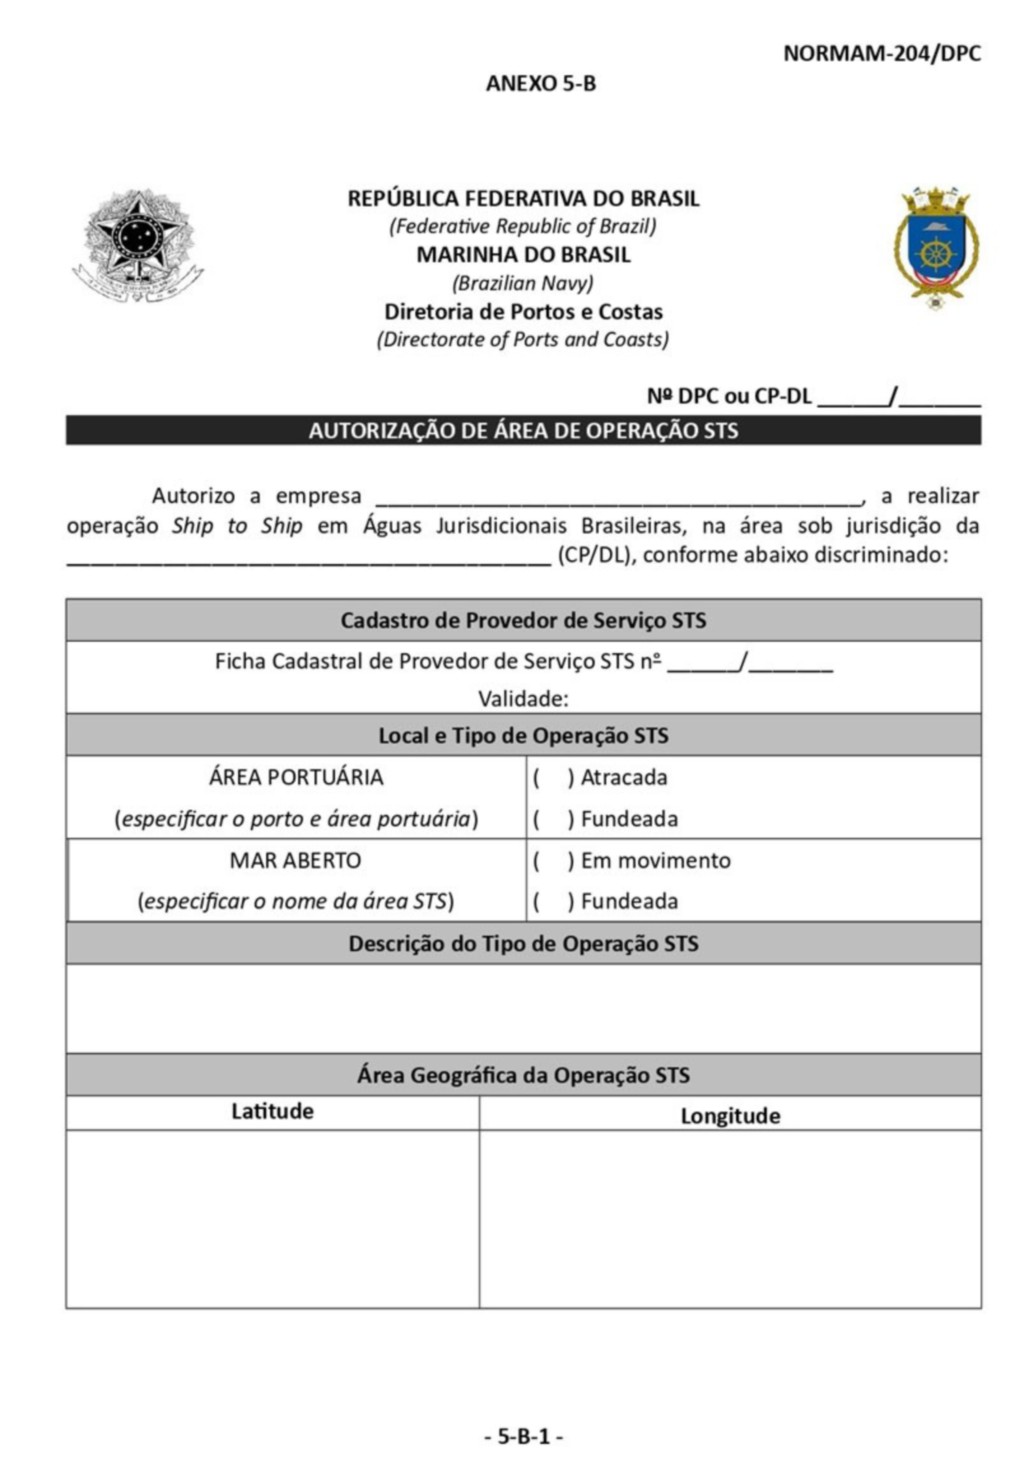 NORMAM-204/DPC
ANEXO 5-B
REPÚBLICA FEDERATIVA DO BRASIL
(Federative Republic of Brazil)
MARINHA DO BRASIL
(Brazilian Navy)
Diretoria de Portos e Costas
(Directorate of Ports and Coasts)
Nº DPC ou CP-DL ______/_______
AUTORIZAÇÃO DE ÁREA DE OPERAÇÃO STS
Autorizo a empresa ________________________________________, a realizar
operação Ship to Ship em Águas Jurisdicionais Brasileiras, na área sob jurisdição da
________________________________________ (CP/DL), conforme abaixo discriminado:
Cadastro de Provedor de Serviço STS
Ficha Cadastral de Provedor de Serviço STS nº ______/_______
Validade:
Local e Tipo de Operação STS
ÁREA PORTUÁRIA
(especificar o porto e área portuária)
( ) Atracada
( ) Fundeada
MAR ABERTO
(especificar o nome da área STS)
( ) Em movimento
( ) Fundeada
Descrição do Tipo de Operação STS
Área Geográfica da Operação STS
Latitude
Longitude
- 5-B-1 -